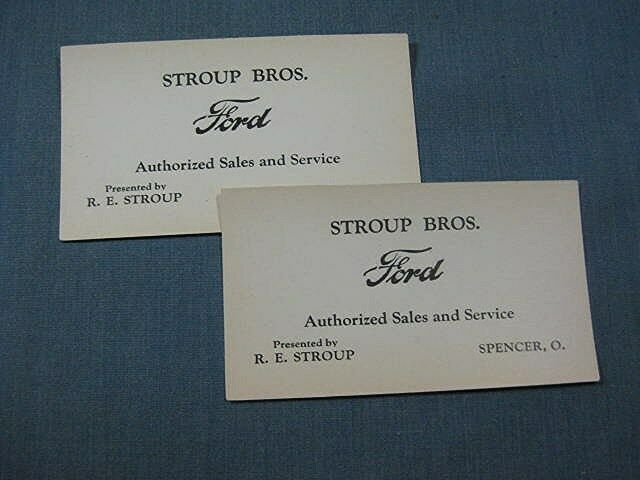 STROUP BROS.
Ford
Authorized Sales and Service
Presented by
R. E. STROUP
STROUP BROS.
Ford
Authorized Sales and Service
Presented by
R. E. STROUP
SPENCER, O.